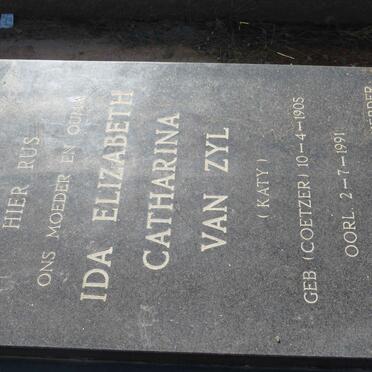 HIER RUS
ONS MOEDER EN OUMA
IDA ELIZABETH
CATHARINA
VAN ZYL
(KATY)
GEB (COETZER) 10-4-1905
OORL. 2-7-1991